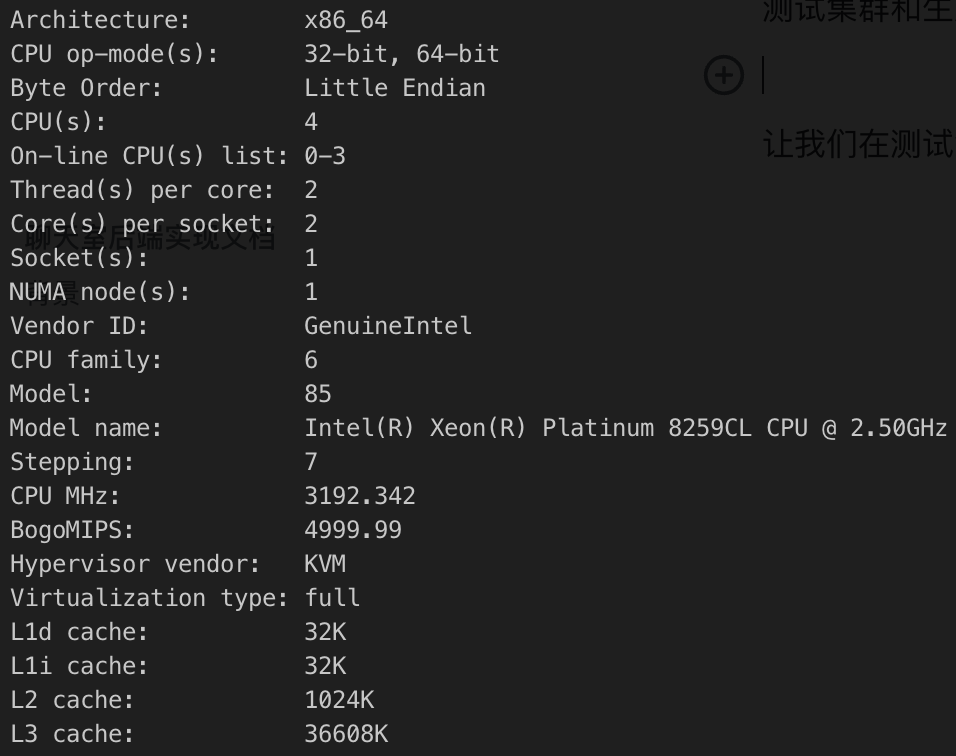 Architecture: x86_64
CPU op-mode(s): 32-bit, 64-bit
Byte Order: Little Endian
CPU(s): 4
On-line CPU(s) list: 0-3
Thread(s) per core: 2
Core(s) per socket: 2
Socket(s): 1
NUMA node(s): 1
Vendor ID: GenuineIntel
CPU family: 6
Model: 85
Model name: Intel(R) Xeon(R) Platinum 8259CL CPU @ 2.50GHz
Stepping: 7
CPU MHz: 3192.342
BogoMIPS: 4999.99
Hypervisor vendor: KVM
Virtualization type: full
L1d cache: 32K
L1i cache: 32K
L2 cache: 1024K
L3 cache: 36608K
测试集群和生
让我们在测试
聊天室后端实现文档
背景